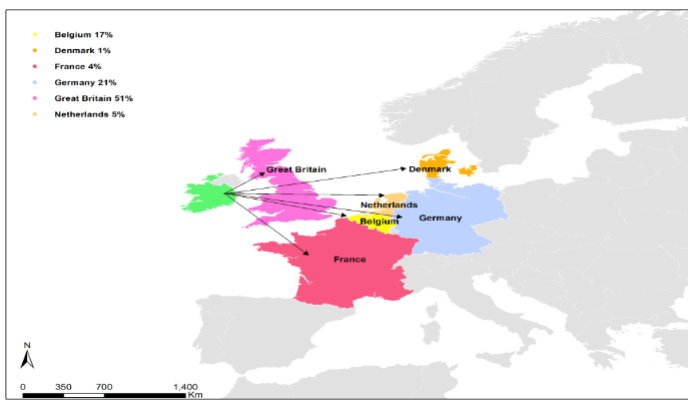 Belgium 17%
Denmark 1%
France 4%
Germany 21%
Great Britain 51%
Netherlands 5%
Great Britain
Denmark
Netherlands
Belgium
Germany
France
N
0 350 700 1,400
Km